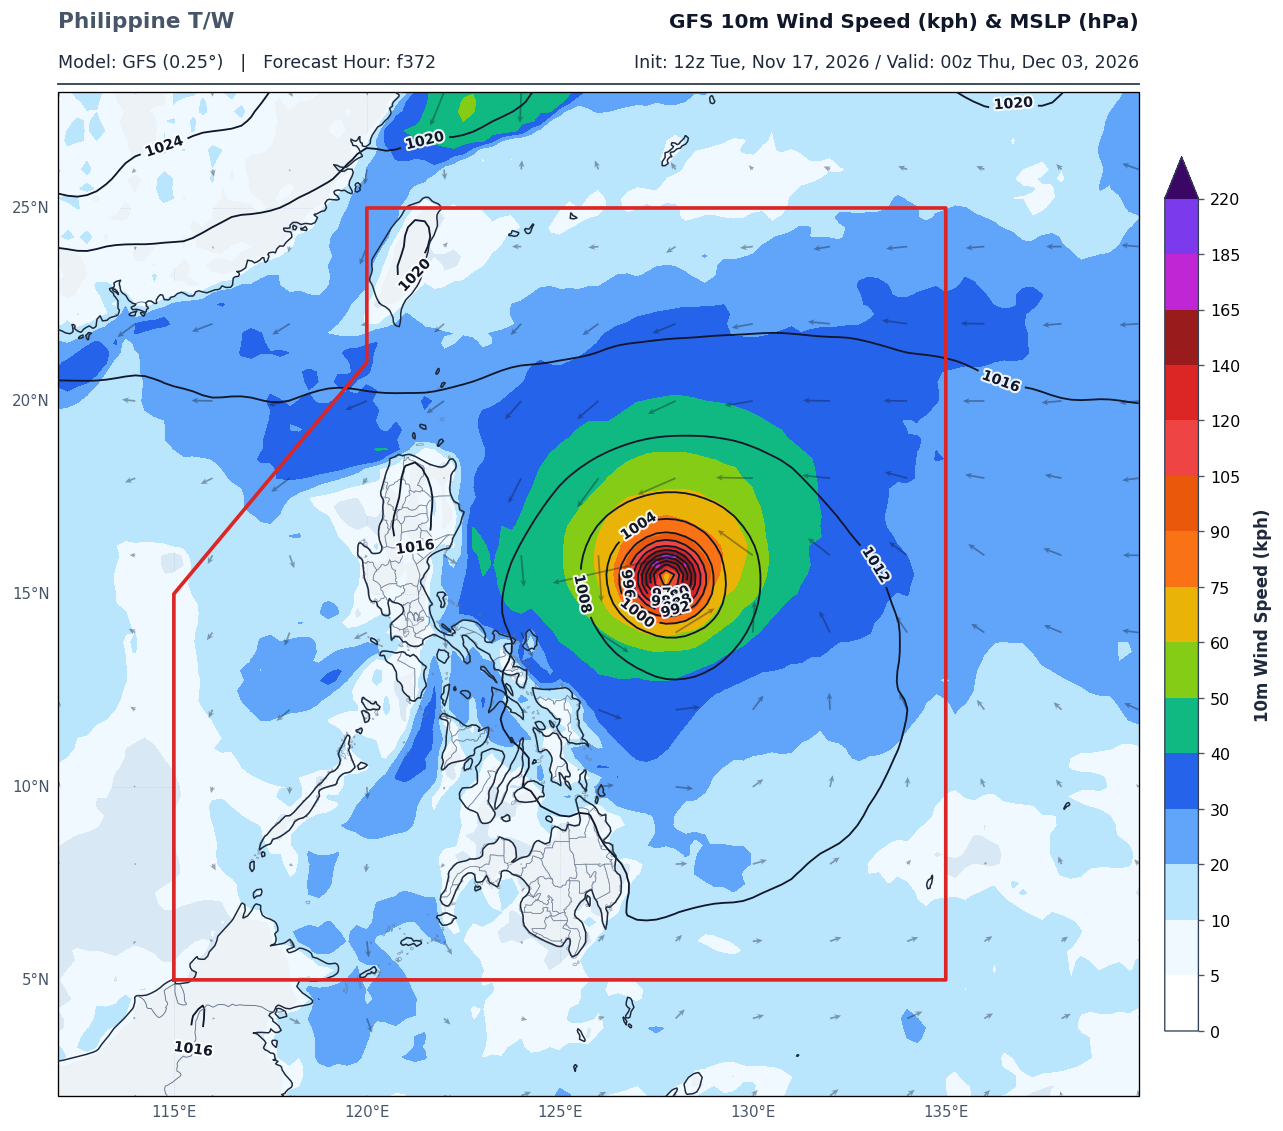 Philippine T/W
GFS 10m Wind Speed (kph) & MSLP (hPa)
Model: GFS (0.25°) | Forecast Hour: f372
Init: 12z Tue, Nov 17, 2026 / Valid: 00z Thu, Dec 03, 2026
1020
1024
1020
25°N
1020
1016
20°N
1016
1004
1012
15°N
1008
996
1000
992
10°N
5°N
1016
115°E
120°E
125°E
130°E
135°E
220
185
165
140
120
105
90
75
60
50
40
30
20
10
5
0
10m Wind Speed (kph)